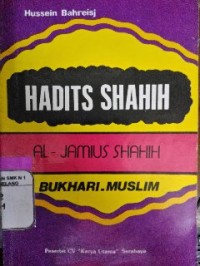 Hussein Bahreisj
HADITS SHAHIH
AL - JAMIUS SHAHIH
BUKHARI-MUSLIM
Penerbit CV "Karya Utama" Surabaya